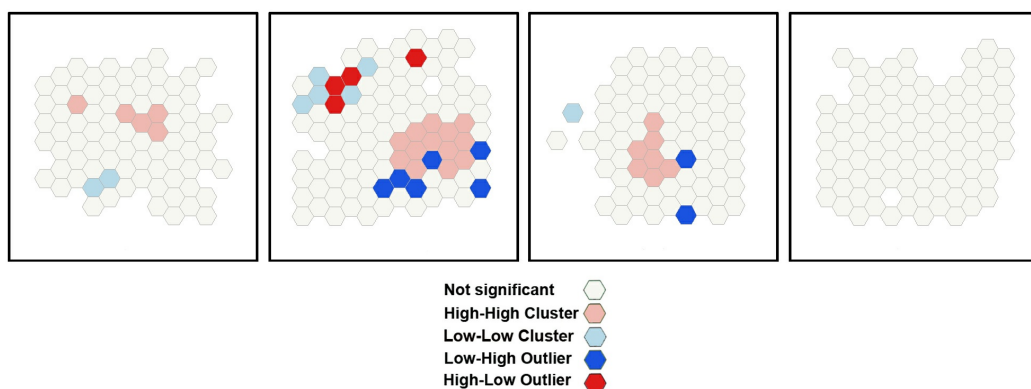 Not significant
High-High Cluster
Low-Low Cluster
Low-High Outlier
High-Low Outlier